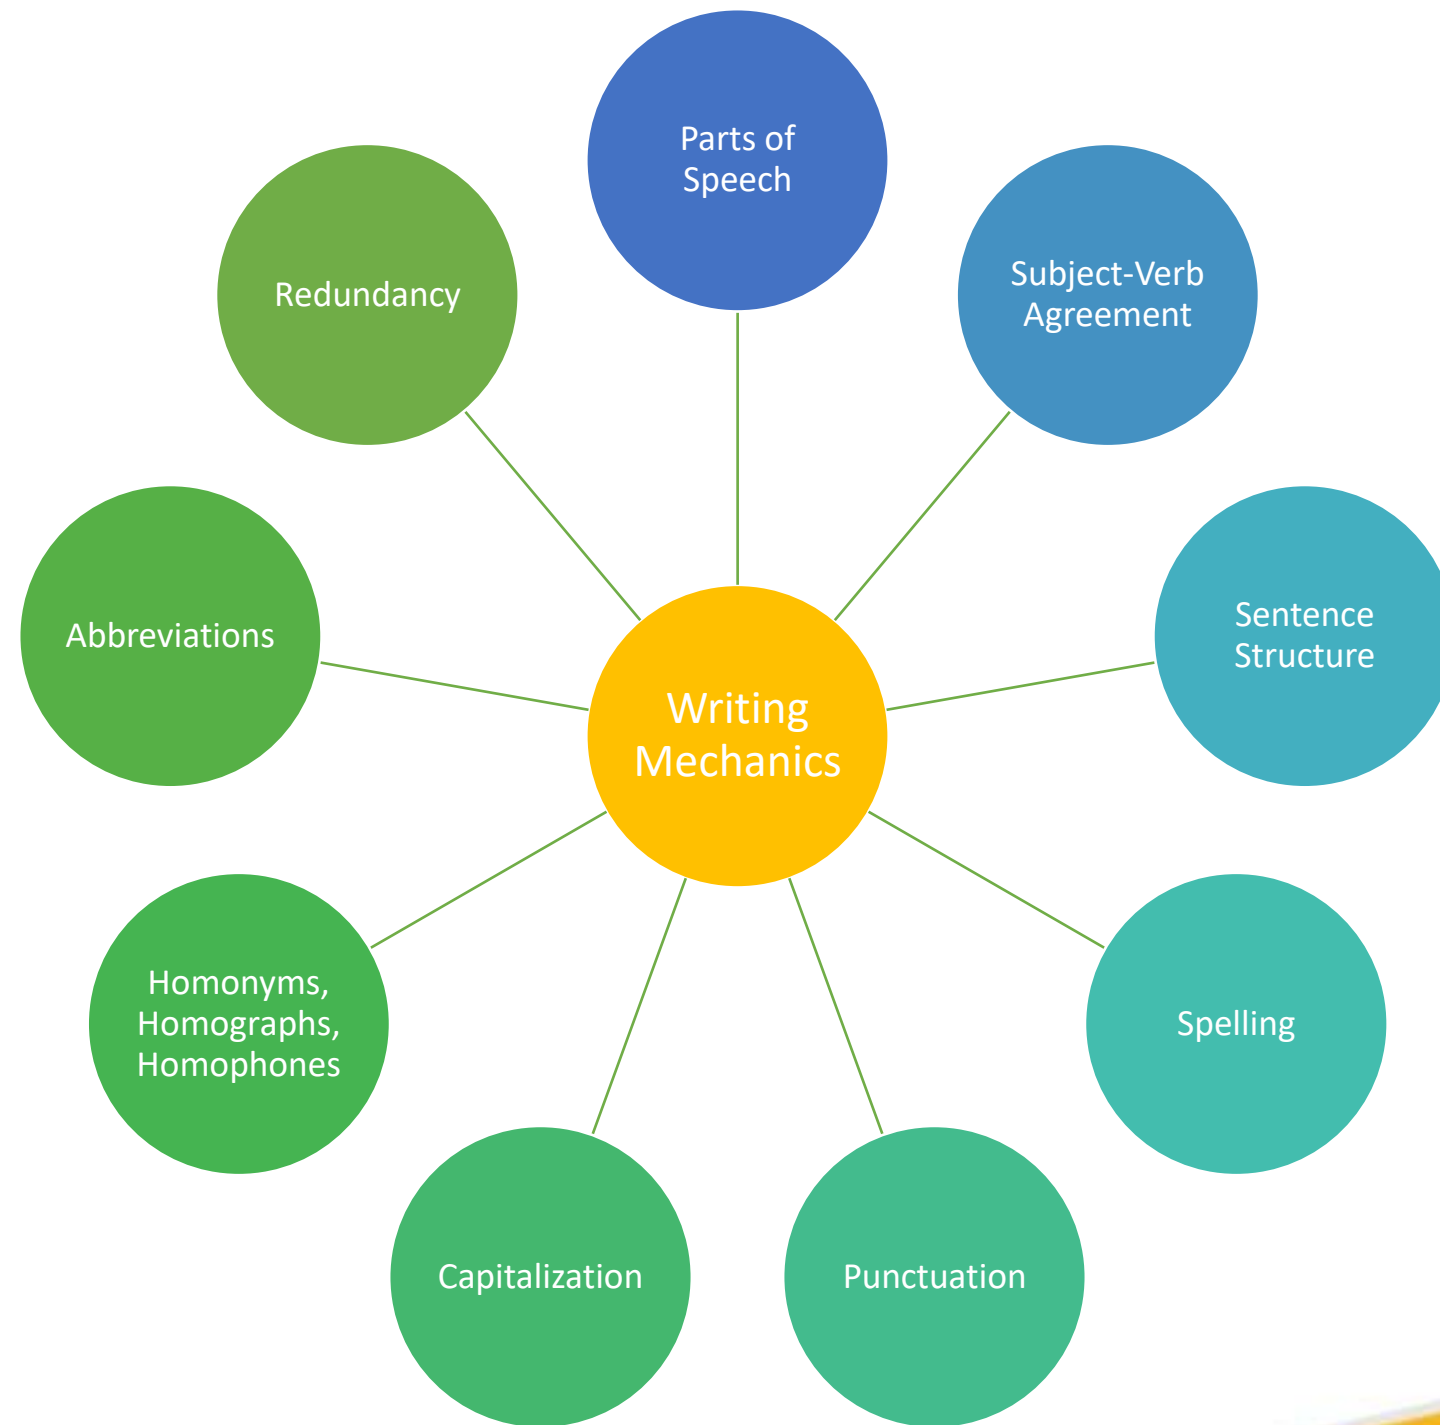 Parts of
Speech
Subject-Verb
Agreement
Sentence
Structure
Spelling
Punctuation
Capitalization
Homonyms,
Homographs,
Homophones
Abbreviations
Redundancy
Writing
Mechanics